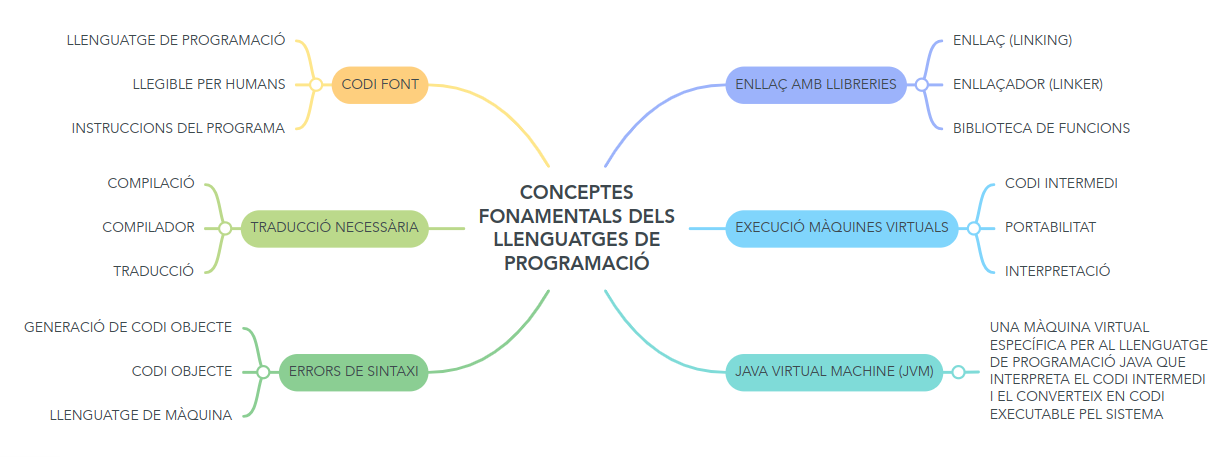 CONCEPTES
FONAMENTALS DELS
LLENGUATGES DE
PROGRAMACIÓ
CODI FONT
LLENGUATGE DE PROGRAMACIÓ
LLEGIBLE PER HUMANS
INSTRUCCIONS DEL PROGRAMA
TRADUCCIÓ NECESSÀRIA
COMPILACIÓ
COMPILADOR
TRADUCCIÓ
ERRORS DE SINTAXI
GENERACIÓ DE CODI OBJECTE
CODI OBJECTE
LLENGUATGE DE MÀQUINA
ENLLAÇ AMB LLIBRERIES
ENLLAÇ (LINKING)
ENLLAÇADOR (LINKER)
BIBLIOTECA DE FUNCIONS
EXECUCIÓ MÀQUINES VIRTUALS
CODI INTERMEDI
PORTABILITAT
INTERPRETACIÓ
JAVA VIRTUAL MACHINE (JVM)
UNA MÀQUINA VIRTUAL
ESPECÍFICA PER AL LLENGUATGE
DE PROGRAMACIÓ JAVA QUE
INTERPRETA EL CODI INTERMEDI
I EL CONVERTEIX EN CODI
EXECUTABLE PEL SISTEMA